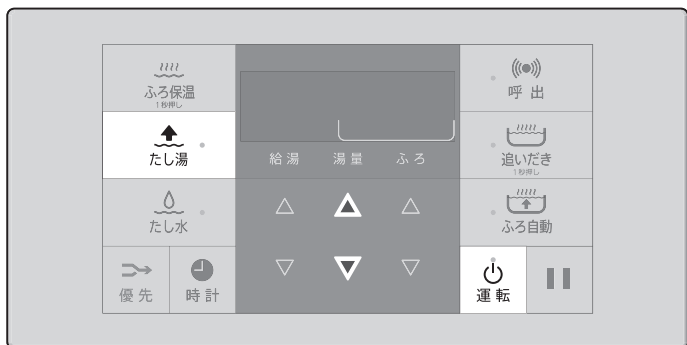 ふろ保温
1秒押し
たし湯
たし水
優先
時計
給湯 湯量 ふろ
呼出
追いだき
1秒押し
ふろ自動
運転